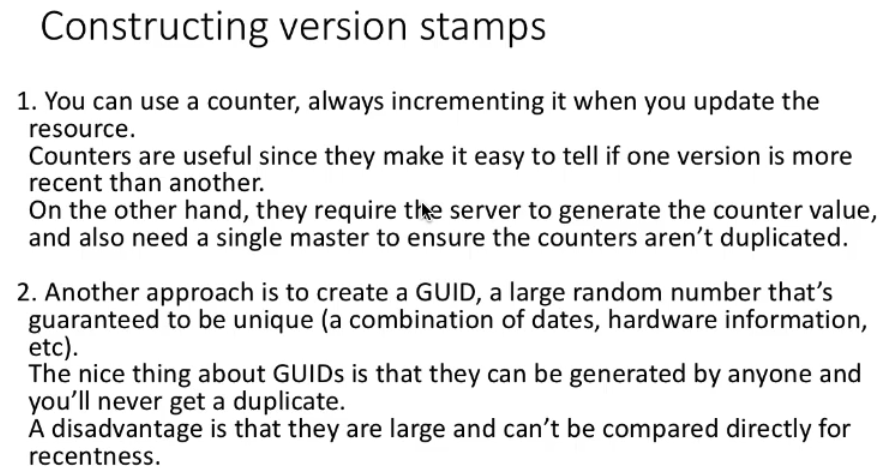 Constructing version stamps
1. You can use a counter, always incrementing it when you update the
resource.
Counters are useful since they make it easy to tell if one version is more
recent than another.
On the other hand, they require the server to generate the counter value,
and also need a single master to ensure the counters aren’t duplicated.
2. Another approach is to create a GUID, a large random number that’s
guaranteed to be unique (a combination of dates, hardware information,
etc).
The nice thing about GUIDs is that they can be generated by anyone and
you’ll never get a duplicate.
A disadvantage is that they are large and can’t be compared directly for
recentness.